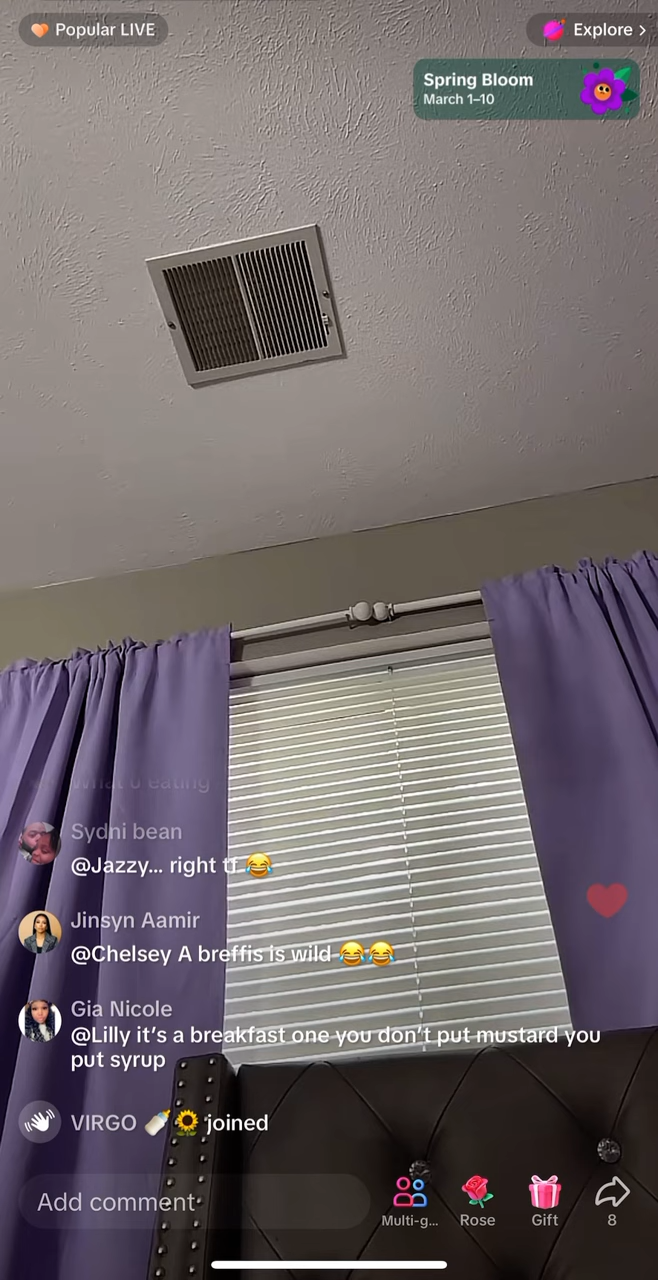 Popular LIVE
Explore >
Spring Bloom
March 1–10
What u eating
Sydni bean
@Jazzy... right tf 😂
Jinsyn Aamir
@Chelsey A breffis is wild 😂😂
Gia Nicole
@Lilly it's a breakfast one you don't put mustard you
put syrup
VIRGO 🍼🌻 joined
Add comment
Multi-g...
Rose
Gift
8